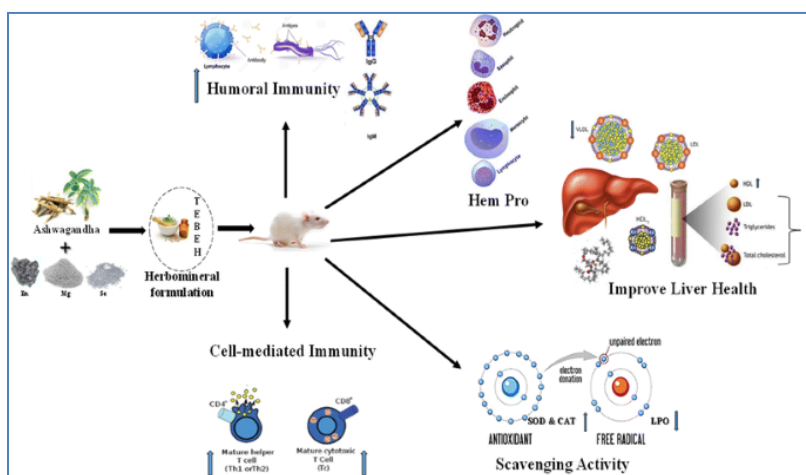 Lymphocyte
Antigen
Antibody
IgG
IgM
Humoral Immunity
Neutrophil
Basophil
Eosinophil
Monocyte
Lymphocyte
Hem Pro
VLDL
LDL
HDL
HDL
LDL
Triglycerides
Total cholesterol
Improve Liver Health
Ashwagandha
+
Zn
Mg
Se
TEBEH
Herbomineral
formulation
Cell-mediated Immunity
CD4+
Mature helper
T cell
(Th1 orTh2)
CD8+
Mature cytotoxic
T Cell
(Tc)
unpaired electron
electron
donation
SOD & CAT
LPO
ANTIOXIDANT
FREE RADICAL
Scavenging Activity